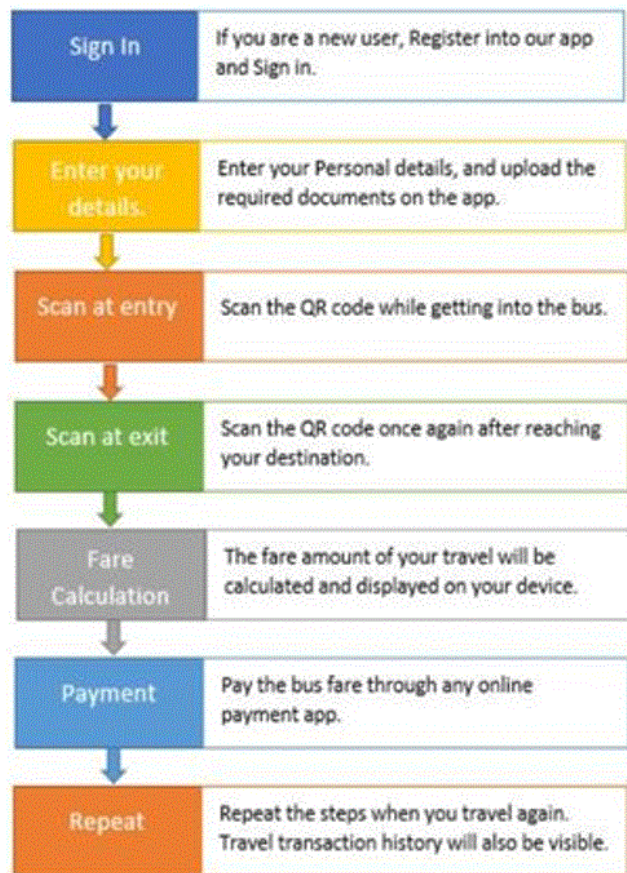 Sign In
If you are a new user, Register into our app
and Sign in.
Enter your
details.
Enter your Personal details, and upload the
required documents on the app.
Scan at entry
Scan the QR code while getting into the bus.
Scan at exit
Scan the QR code once again after reaching
your destination.
Fare
Calculation
The fare amount of your travel will be
calculated and displayed on your device.
Payment
Pay the bus fare through any online
payment app.
Repeat
Repeat the steps when you travel again.
Travel transaction history will also be visible.